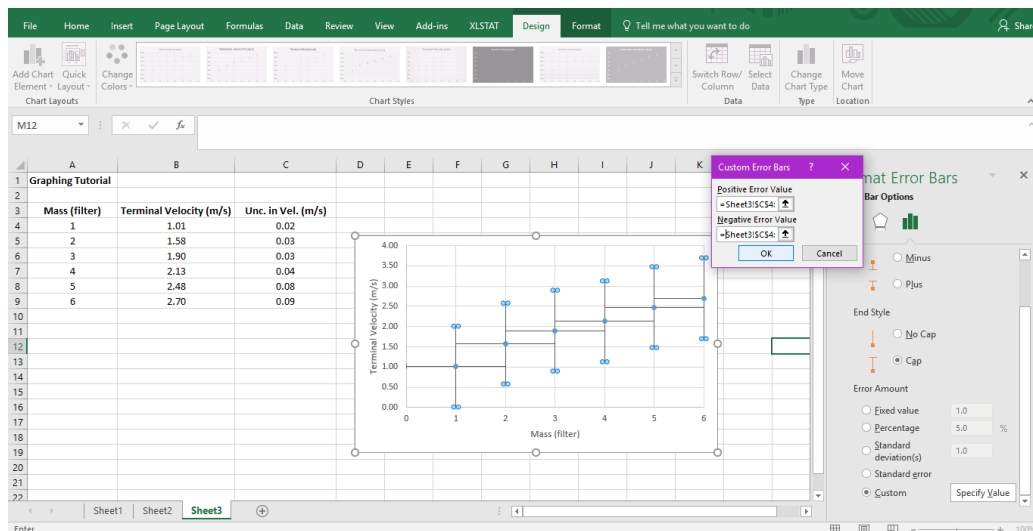 File Home Insert Page Layout Formulas Data Review View Add-ins XLSTAT Design Format Tell me what you want to do Shar
Add Chart Element Quick Layout Change Colors Switch Row/ Column Select Data Change Chart Type Move Chart
Chart Layouts Chart Styles Data Type Location
M12 fx
A B C D E F G H I J K
1 Graphing Tutorial
2
3 Mass (filter) Terminal Velocity (m/s) Unc. in Vel. (m/s)
4 1 1.01 0.02
5 2 1.58 0.03
6 3 1.90 0.03
7 4 2.13 0.04
8 5 2.48 0.08
9 6 2.70 0.09
10
11
12
13
14
15
16
17
18
19
20
21
22
4.00
3.50
3.00
2.50
2.00
1.50
1.00
0.50
0.00
Terminal Velocity (m/s)
0 1 2 3 4 5 6
Mass (filter)
Custom Error Bars ? ×
Positive Error Value
=Sheet3!$C$4:
Negative Error Value
=Sheet3!$C$4:
OK Cancel
mat Error Bars
Bar Options
Minus
Plus
End Style
No Cap
Cap
Error Amount
Fixed value 1.0
Percentage 5.0 %
Standard deviation(s) 1.0
Standard error
Custom Specify Value
Sheet1 Sheet2 Sheet3
Enter 100%